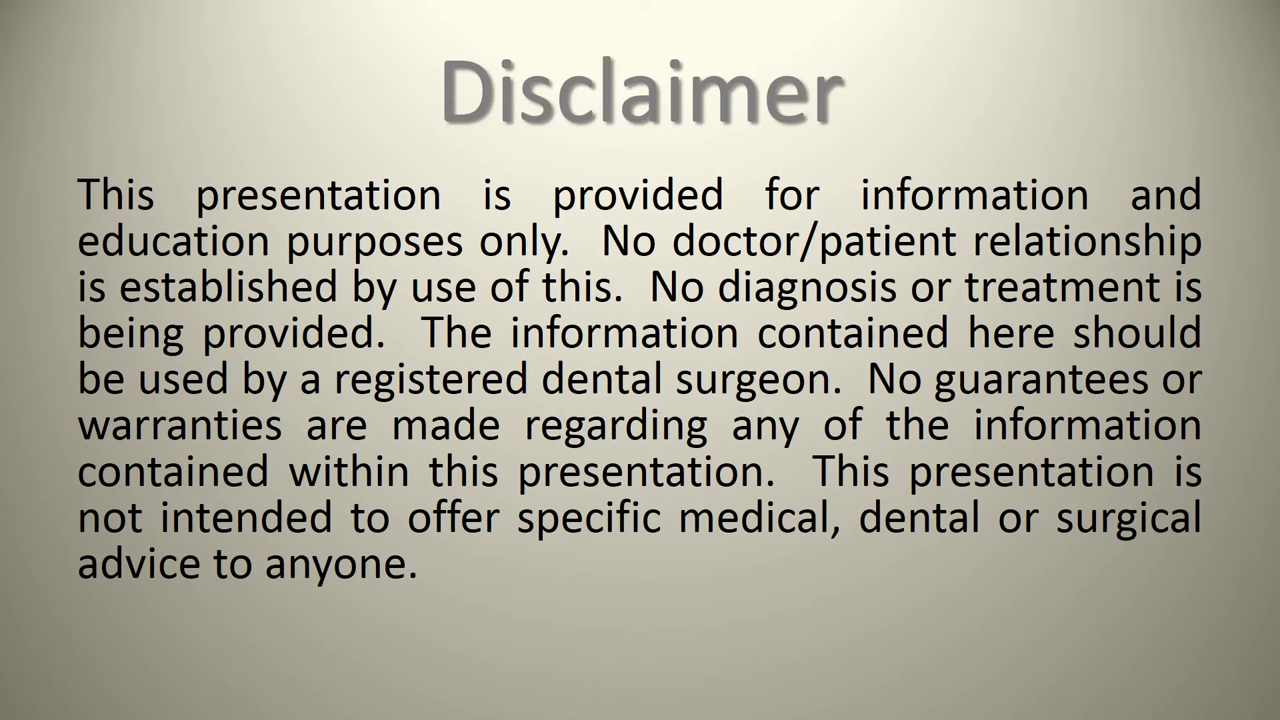 Disclaimer
This presentation is provided for information and
education purposes only.  No doctor/patient relationship
is established by use of this.  No diagnosis or treatment is
being provided.  The information contained here should
be used by a registered dental surgeon.  No guarantees or
warranties are made regarding any of the information
contained within this presentation.  This presentation is
not intended to offer specific medical, dental or surgical
advice to anyone.